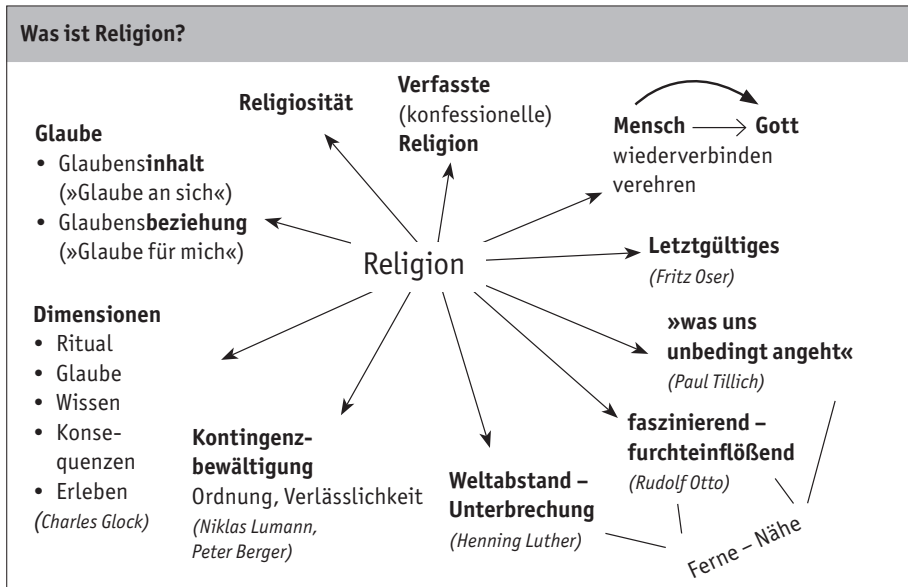 Was ist Religion?
Religiosität
Verfasste
(konfessionelle)
Religion
Mensch → Gott
wiederverbinden
verehren
Glaube
• Glaubensinhalt
(»Glaube an sich«)
• Glaubensbeziehung
(»Glaube für mich«)
Religion
Letztgültiges
(Fritz Oser)
Dimensionen
• Ritual
• Glaube
• Wissen
• Konse-
quenzen
• Erleben
(Charles Glock)
Kontingenz-
bewältigung
Ordnung, Verlässlichkeit
(Niklas Lumann,
Peter Berger)
Weltabstand –
Unterbrechung
(Henning Luther)
»was uns
unbedingt angeht«
(Paul Tillich)
faszinierend –
furchteinflößend
(Rudolf Otto)
Ferne – Nähe